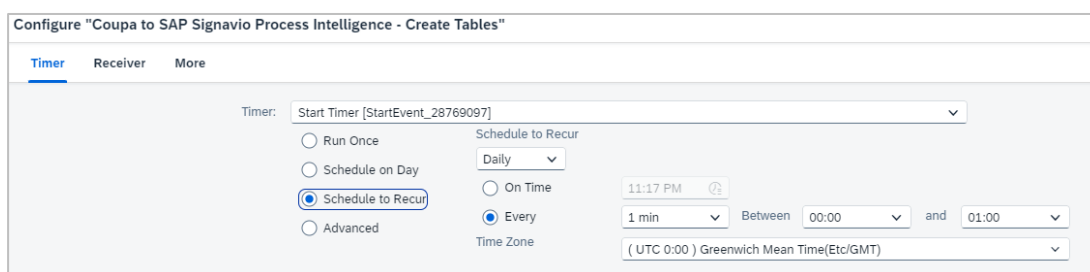 Configure "Coupa to SAP Signavio Process Intelligence - Create Tables"
Timer Receiver More
Timer: Start Timer [StartEvent_28769097]
Run Once Schedule to Recur
Schedule on Day Daily
Schedule to Recur On Time 11:17 PM
Advanced Every 1 min Between 00:00 and 01:00
Time Zone ( UTC 0:00 ) Greenwich Mean Time(Etc/GMT)